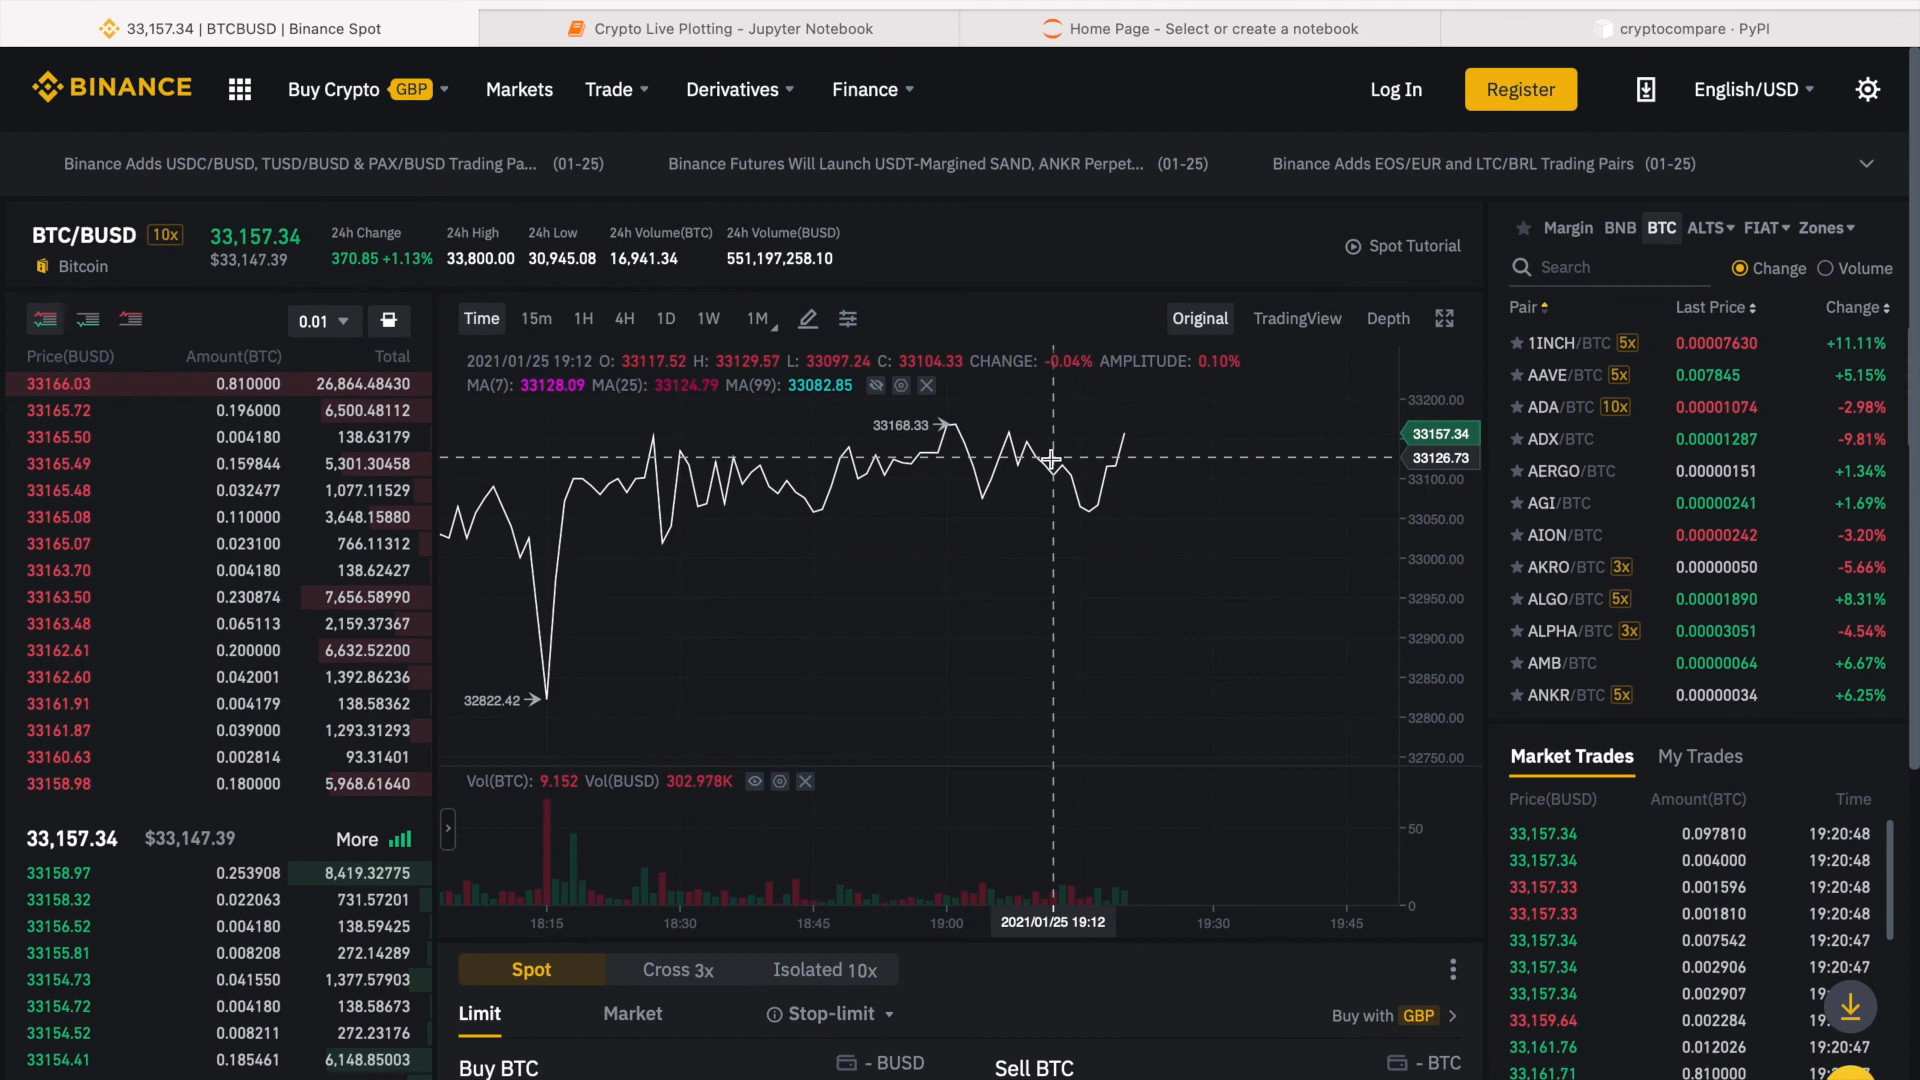 33,157.34 | BTCBUSD | Binance Spot
Crypto Live Plotting - Jupyter Notebook
Home Page - Select or create a notebook
cryptocompare · PyPI
BINANCE
Buy Crypto GBP
Markets
Trade
Derivatives
Finance
Log In
Register
English/USD
Binance Adds USDC/BUSD, TUSD/BUSD & PAX/BUSD Trading Pa... (01-25)
Binance Futures Will Launch USDT-Margined SAND, ANKR Perpet... (01-25)
Binance Adds EOS/EUR and LTC/BRL Trading Pairs (01-25)
BTC/BUSD 10x
Bitcoin
33,157.34
$33,147.39
24h Change
370.85 +1.13%
24h High
33,800.00
24h Low
30,945.08
24h Volume(BTC)
16,941.34
24h Volume(BUSD)
551,197,258.10
Spot Tutorial
0.01
Price(BUSD) Amount(BTC) Total
33166.03 0.810000 26,864.48430
33165.72 0.196000 6,500.48112
33165.50 0.004180 138.63179
33165.49 0.159844 5,301.30458
33165.48 0.032477 1,077.11529
33165.08 0.110000 3,648.15880
33165.07 0.023100 766.11312
33163.70 0.004180 138.62427
33163.50 0.230874 7,656.58990
33163.48 0.065113 2,159.37367
33162.61 0.200000 6,632.52200
33162.60 0.042001 1,392.86236
33161.91 0.004179 138.58362
33161.87 0.039000 1,293.31293
33160.63 0.002814 93.31401
33158.98 0.180000 5,968.61640
33,157.34 $33,147.39 More
33158.97 0.253908 8,419.32775
33158.32 0.022063 731.57201
33156.52 0.004180 138.59425
33155.81 0.008208 272.14289
33154.73 0.041550 1,377.57903
33154.72 0.004180 138.58673
33154.52 0.008211 272.23176
33154.41 0.185461 6,148.85003
Time 15m 1H 4H 1D 1W 1M
Original TradingView Depth
2021/01/25 19:12 O: 33117.52 H: 33129.57 L: 33097.24 C: 33104.33 CHANGE: -0.04% AMPLITUDE: 0.10%
MA(7): 33128.09 MA(25): 33124.79 MA(99): 33082.85
33168.33
32822.42
33200.00
33157.34
33126.73
33100.00
33050.00
33000.00
32950.00
32900.00
32850.00
32800.00
32750.00
Vol(BTC): 9.152 Vol(BUSD) 302.978K
50
0
18:15 18:30 18:45 19:00 2021/01/25 19:12 19:30 19:45
Spot Cross 3x Isolated 10x
Limit Market Stop-limit
Buy with GBP
Buy BTC - BUSD
Sell BTC - BTC
Margin BNB BTC ALTS FIAT Zones
Search
Change Volume
Pair Last Price Change
1INCH/BTC 5x 0.00007630 +11.11%
AAVE/BTC 5x 0.007845 +5.15%
ADA/BTC 10x 0.00001074 -2.98%
ADX/BTC 0.00001287 -9.81%
AERGO/BTC 0.00000151 +1.34%
AGI/BTC 0.00000241 +1.69%
AION/BTC 0.00000242 -3.20%
AKRO/BTC 3x 0.00000050 -5.66%
ALGO/BTC 5x 0.00001890 +8.31%
ALPHA/BTC 3x 0.00003051 -4.54%
AMB/BTC 0.00000064 +6.67%
ANKR/BTC 5x 0.00000034 +6.25%
Market Trades My Trades
Price(BUSD) Amount(BTC) Time
33,157.34 0.097810 19:20:48
33,157.34 0.004000 19:20:48
33,157.33 0.001596 19:20:48
33,157.33 0.001810 19:20:48
33,157.34 0.007542 19:20:47
33,157.34 0.002906 19:20:47
33,157.34 0.002907 19:
33,159.64 0.002284 19:
33,161.76 0.012026 19:20:47
33,161.71 0.810000